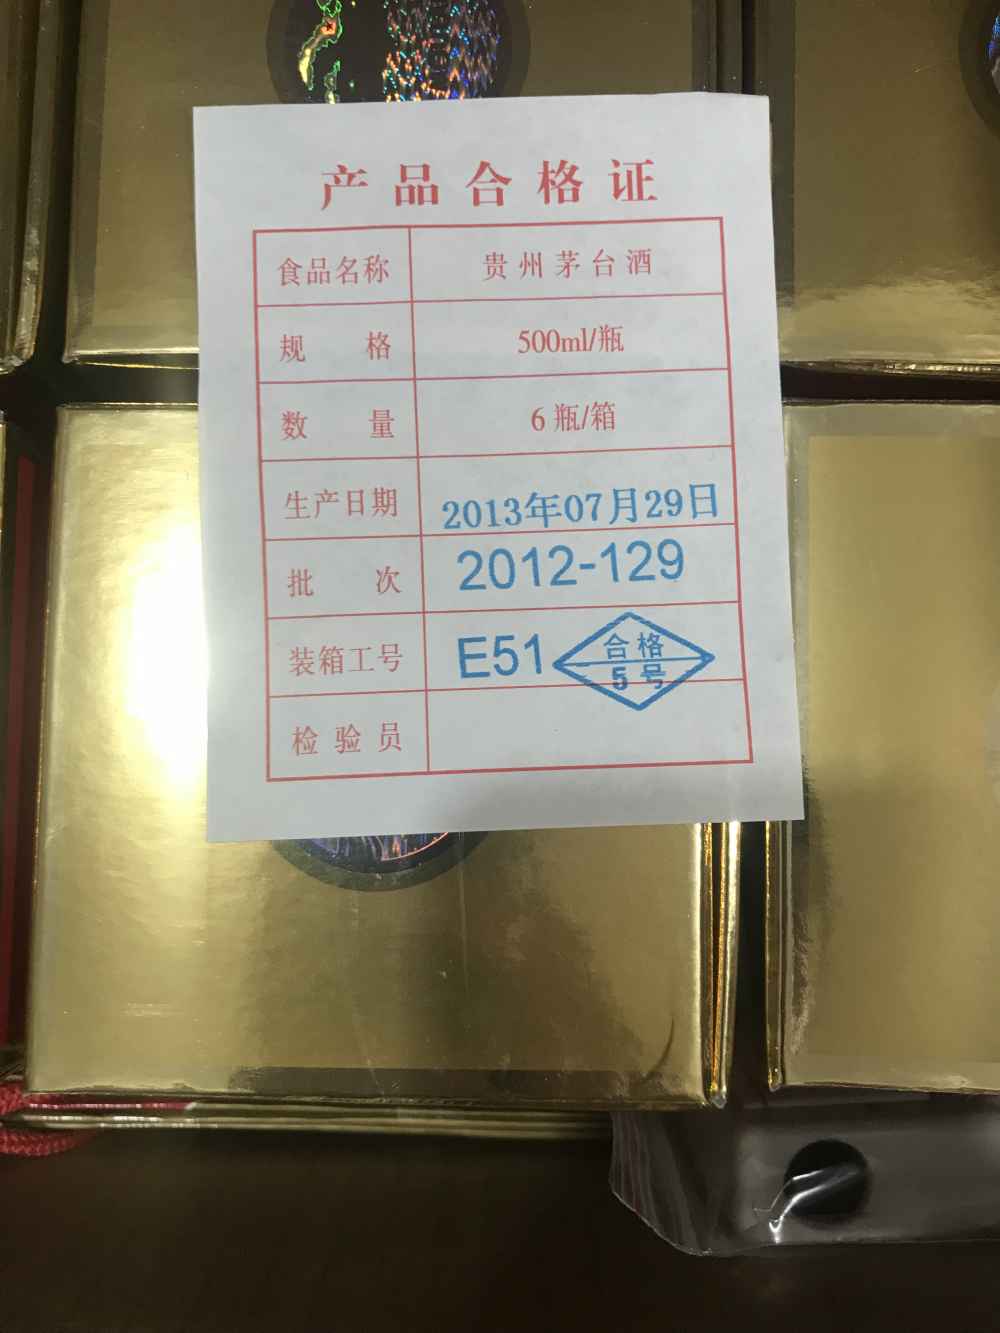 产品合格证
食品名称 贵州茅台酒
规格 500ml/瓶
数量 6瓶/箱
生产日期 2013年07月29日
批次 2012-129
装箱工号 E51 合格
5号
检验员